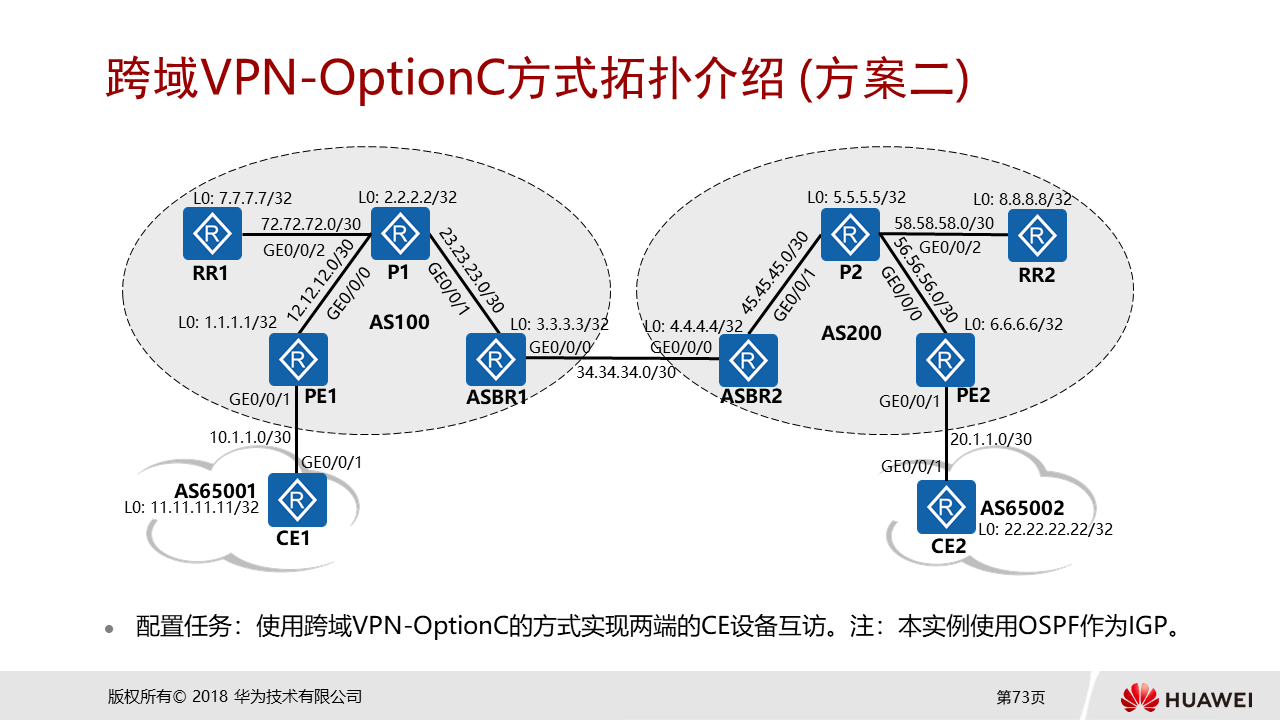 跨域VPN-OptionC方式拓扑介绍 (方案二)
L0: 7.7.7.7/32
L0: 2.2.2.2/32
72.72.72.0/30
GE0/0/2
RR1
P1
12.12.12.0/30
GE0/0/0
23.23.23.0/30
GE0/0/1
AS100
L0: 1.1.1.1/32
L0: 3.3.3.3/32
GE0/0/0
PE1
ASBR1
GE0/0/1
10.1.1.0/30
GE0/0/1
AS65001
L0: 11.11.11.11/32
CE1
34.34.34.0/30
L0: 5.5.5.5/32
L0: 8.8.8.8/32
58.58.58.0/30
GE0/0/2
P2
RR2
45.45.45.0/30
GE0/0/1
56.56.56.0/30
GE0/0/0
AS200
L0: 4.4.4.4/32
L0: 6.6.6.6/32
GE0/0/0
ASBR2
PE2
GE0/0/1
20.1.1.0/30
GE0/0/1
AS65002
L0: 22.22.22.22/32
CE2
R
R
R
R
R
R
R
R
R
R
• 配置任务：使用跨域VPN-OptionC的方式实现两端的CE设备互访。注：本实例使用OSPF作为IGP。
版权所有© 2018 华为技术有限公司
第73页
HUAWEI